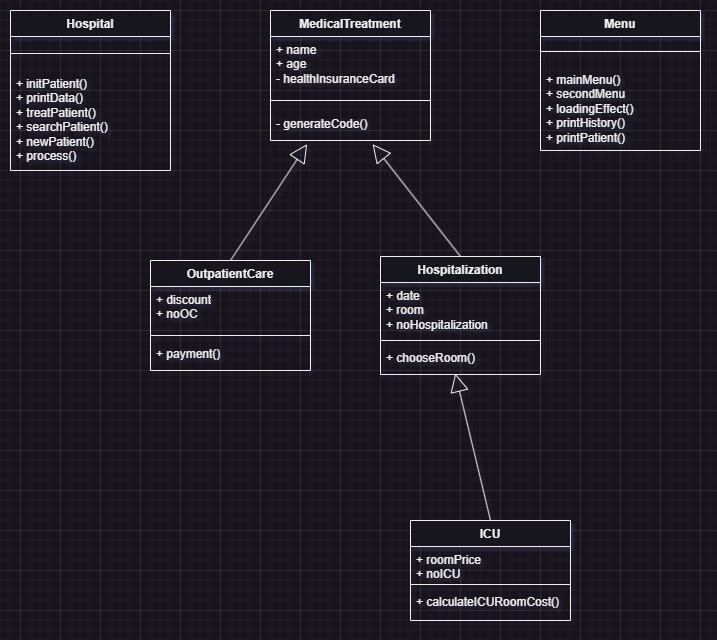 Hospital
+ initPatient()
+ printData()
+ treatPatient()
+ searchPatient()
+ newPatient()
+ process()
MedicalTreatment
+ name
+ age
- healthInsuranceCard
- generateCode()
Menu
+ mainMenu()
+ secondMenu
+ loadingEffect()
+ printHistory()
+ printPatient()
OutpatientCare
+ discount
+ noOC
+ payment()
Hospitalization
+ date
+ room
+ noHospitalization
+ chooseRoom()
ICU
+ roomPrice
+ noICU
+ calculateICURoomCost()